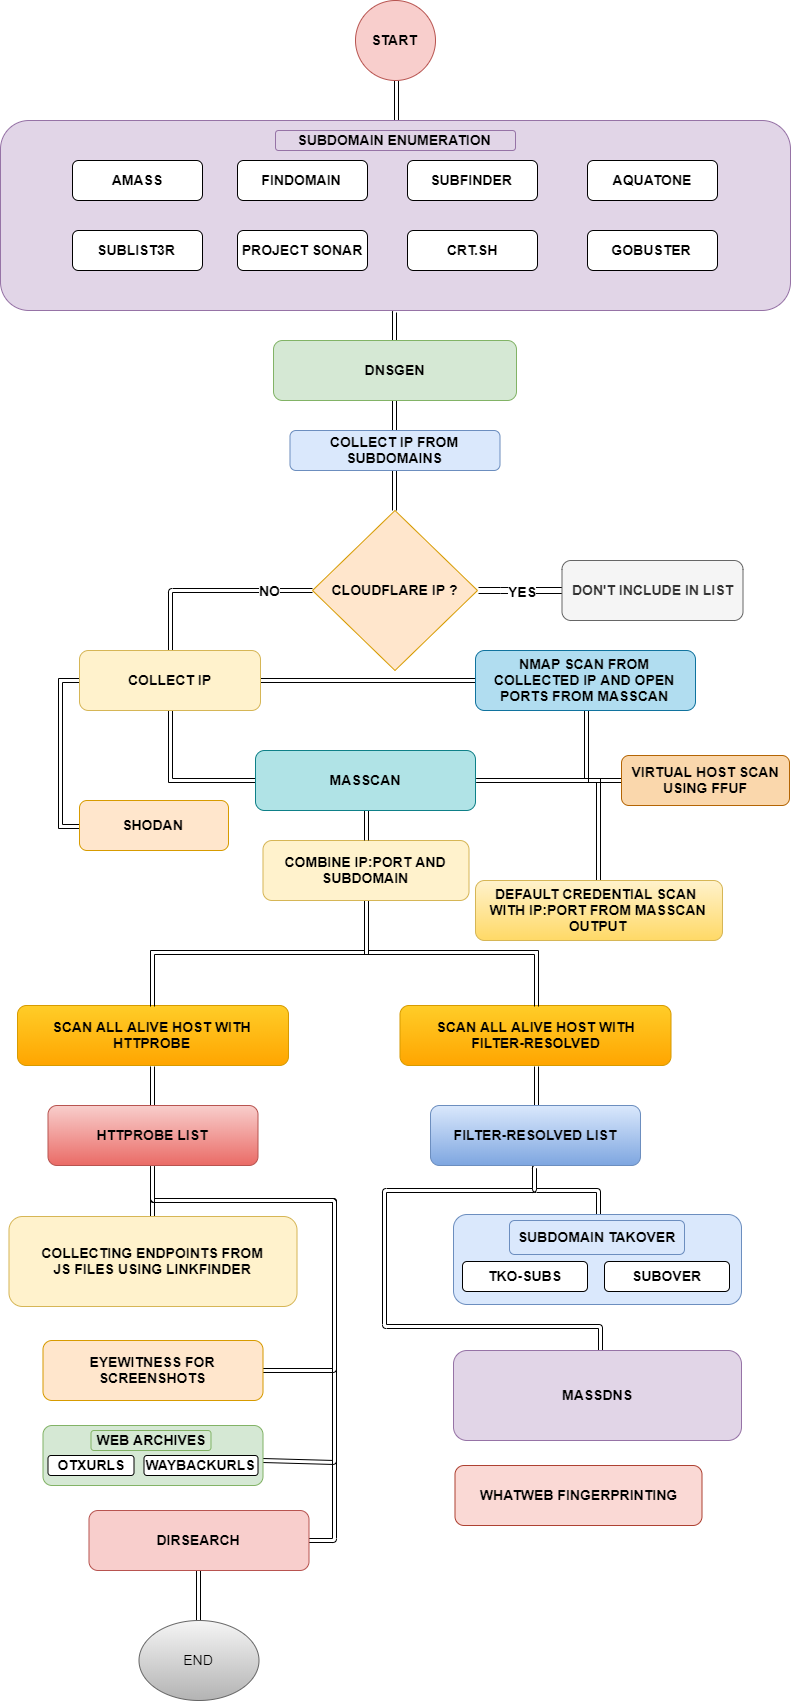 START
SUBDOMAIN ENUMERATION
AMASS
FINDOMAIN
SUBFINDER
AQUATONE
SUBLIST3R
PROJECT SONAR
CRT.SH
GOBUSTER
DNSGEN
COLLECT IP FROM
SUBDOMAINS
CLOUDFLARE IP ?
NO
YES
DON'T INCLUDE IN LIST
COLLECT IP
NMAP SCAN FROM
COLLECTED IP AND OPEN
PORTS FROM MASSCAN
MASSCAN
VIRTUAL HOST SCAN
USING FFUF
SHODAN
COMBINE IP:PORT AND
SUBDOMAIN
DEFAULT CREDENTIAL SCAN
WITH IP:PORT FROM MASSCAN
OUTPUT
SCAN ALL ALIVE HOST WITH
HTTPROBE
SCAN ALL ALIVE HOST WITH
FILTER-RESOLVED
HTTPROBE LIST
FILTER-RESOLVED LIST
COLLECTING ENDPOINTS FROM
JS FILES USING LINKFINDER
SUBDOMAIN TAKOVER
TKO-SUBS
SUBOVER
EYEWITNESS FOR
SCREENSHOTS
MASSDNS
WEB ARCHIVES
OTXURLS
WAYBACKURLS
WHATWEB FINGERPRINTING
DIRSEARCH
END